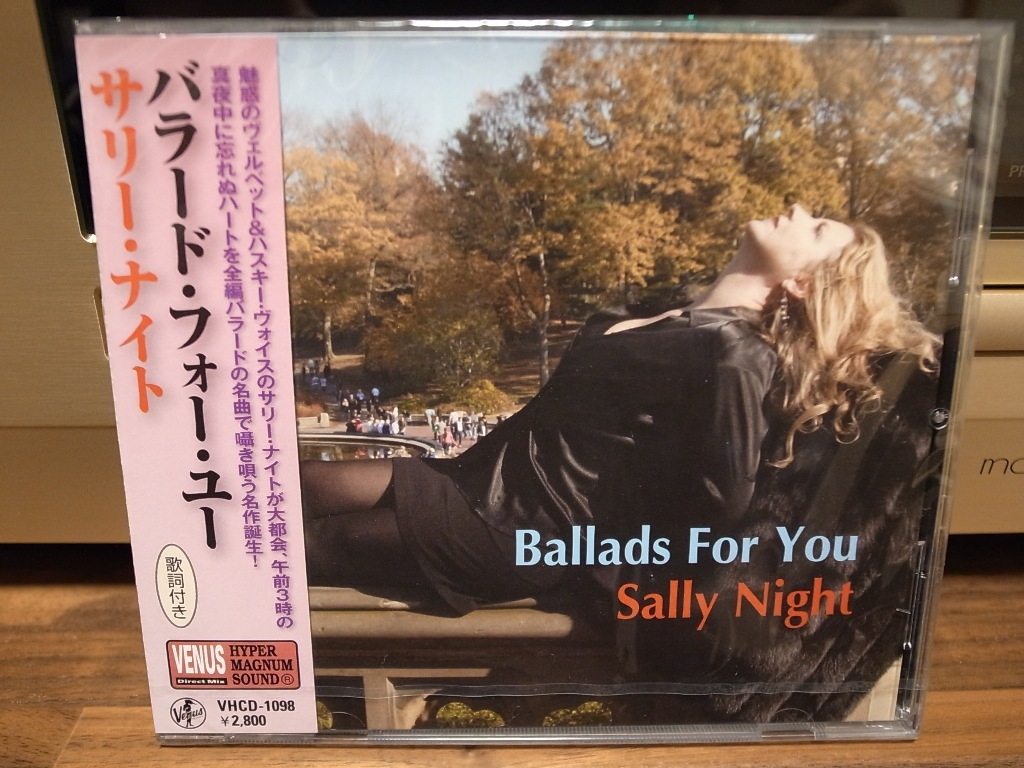 バラード・フォー・ユー
サリー・ナイト
魅惑のヴェルベット&ハスキー・ヴォイスのサリー・ナイトが大都会、午前3時の
真夜中に忘れぬハートを全編バラードの名曲で囁き唄う名作誕生!
歌詞付き
VENUS
Direct Mix
HYPER
MAGNUM
SOUND®
Venus
VHCD-1098
¥2,800
Ballads For You
Sally Night